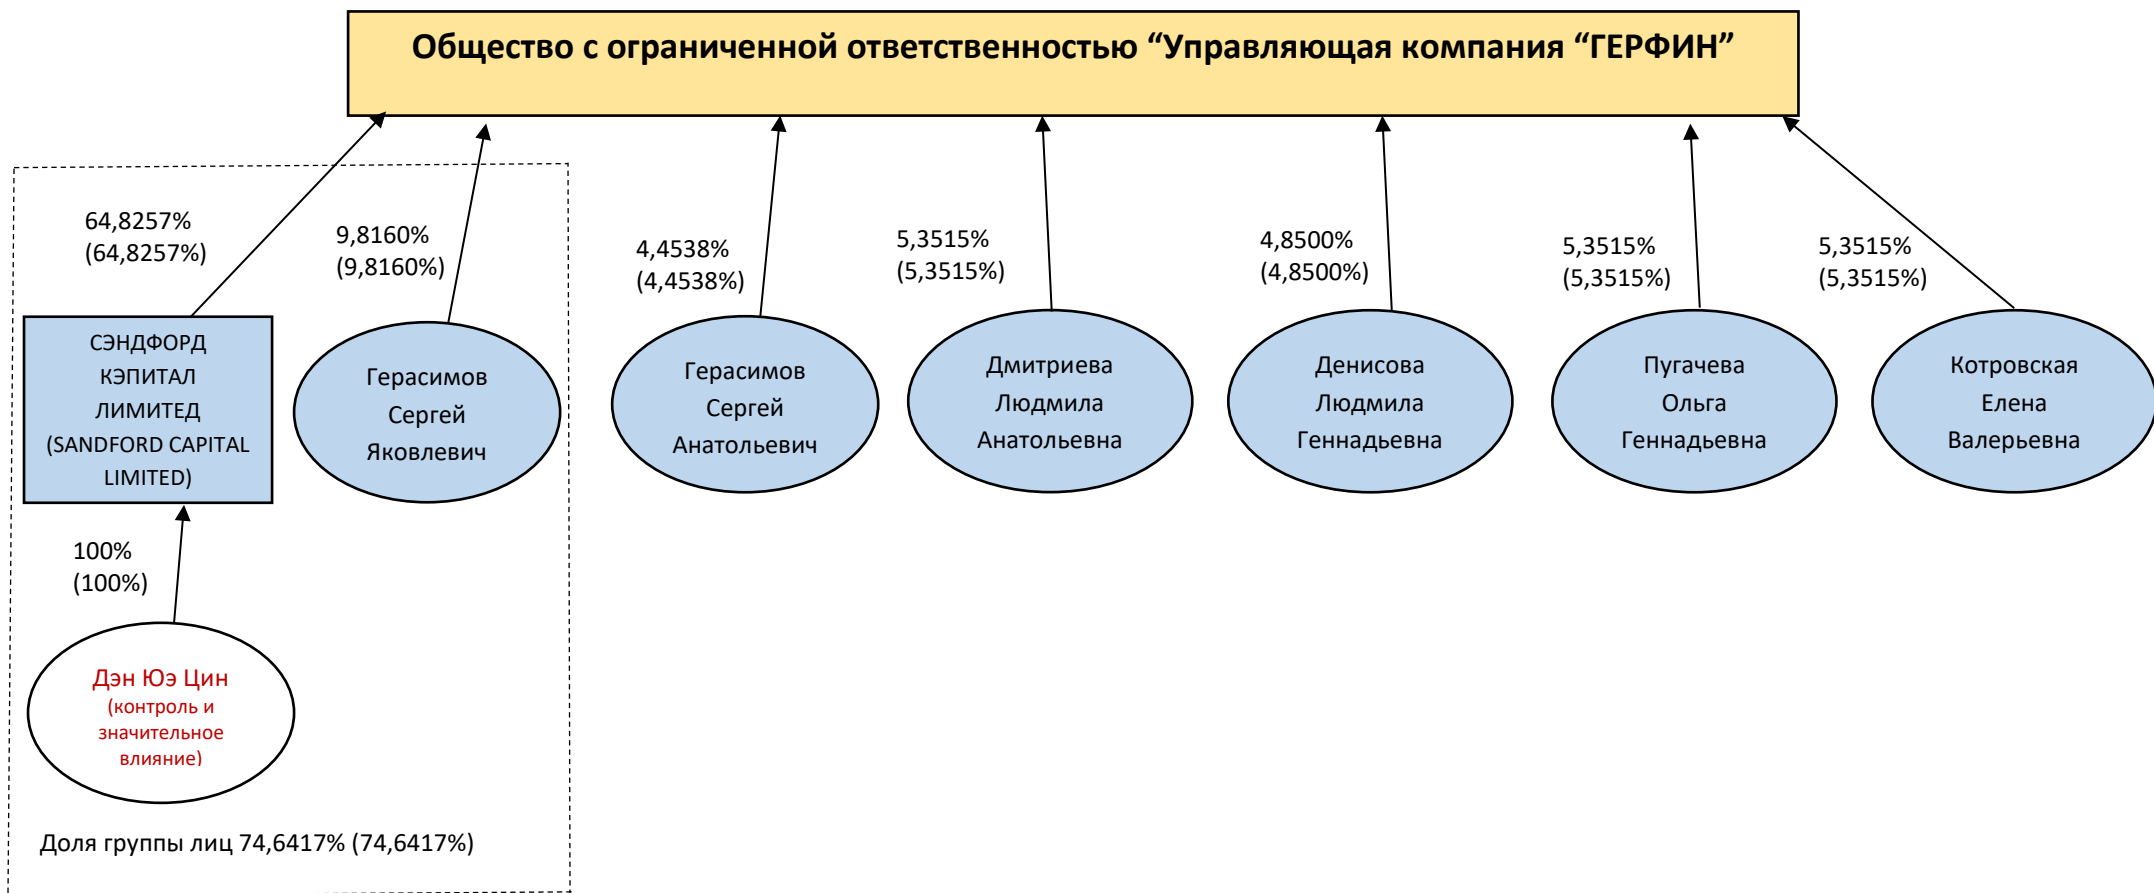 Общество с ограниченной ответственностью “Управляющая компания “ГЕРФИН”
64,8257%
(64,8257%)
9,8160%
(9,8160%)
4,4538%
(4,4538%)
5,3515%
(5,3515%)
4,8500%
(4,8500%)
5,3515%
(5,3515%)
5,3515%
(5,3515%)
СЭНДФОРД
КЭПИТАЛ
ЛИМИТЕД
(SANDFORD CAPITAL
LIMITED)
Герасимов
Сергей
Яковлевич
Герасимов
Сергей
Анатольевич
Дмитриева
Людмила
Анатольевна
Денисова
Людмила
Геннадьевна
Пугачева
Ольга
Геннадьевна
Котровская
Елена
Валерьевна
100%
(100%)
Дэн Юэ Цин
(контроль и
значительное
влияние)
Доля группы лиц 74,6417% (74,6417%)